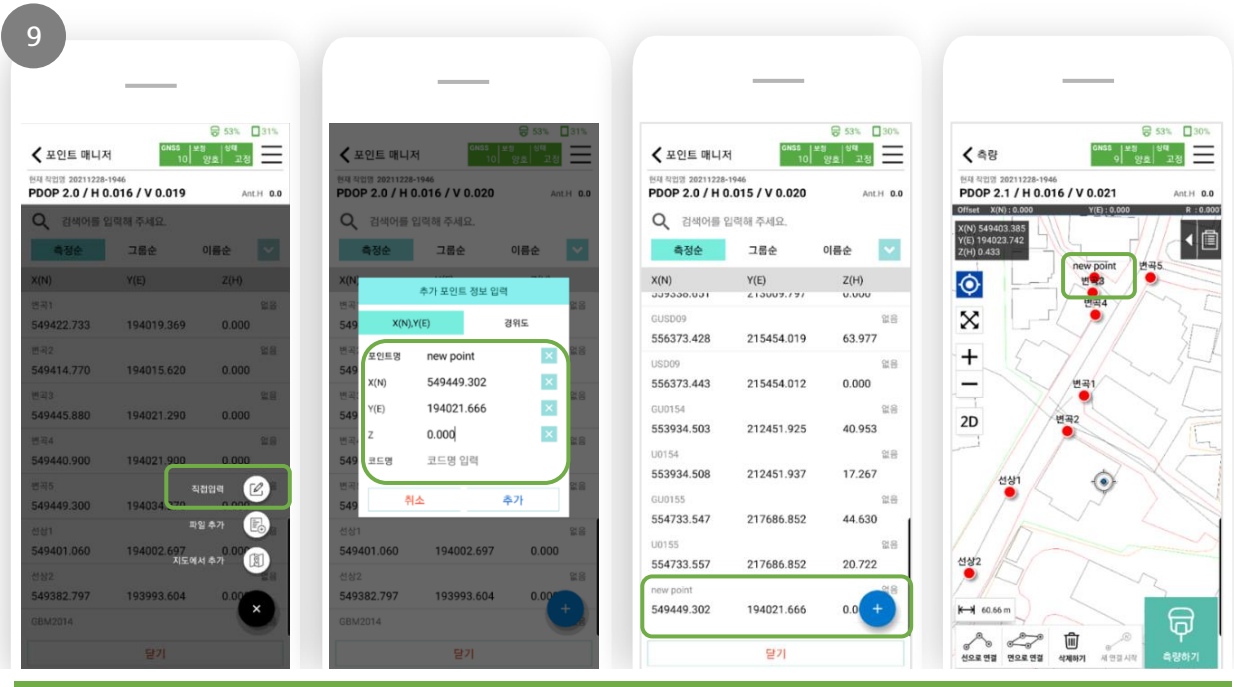 9
53% 31%
포인트 매니저
GNSS 10 보정 양호 상태 고정
현재 작업명 20211228-1946
PDOP 2.0 / H 0.016 / V 0.019 Ant.H 0.0
검색어를 입력해 주세요.
측정순 그룹순 이름순
X(N) Y(E) Z(H)
변곡1 없음
549422.733 194019.369 0.000
변곡2 없음
549414.770 194015.620 0.000
변곡3 없음
549445.880 194021.290 0.000
변곡4 없음
549440.900 194021.900 0.000
변곡5
549449.300
직접입력
선상1 없음
파일 추가
549401.060 194002.697
지도에서 추가
선상2
549382.797 193993.604
GBM2014
닫기
53% 31%
포인트 매니저
GNSS 10 보정 양호 상태 고정
현재 작업명 20211228-1946
PDOP 2.0 / H 0.016 / V 0.020 Ant.H 0.0
검색어를 입력해 주세요.
측정순 그룹순 이름순
추가 포인트 정보 입력
X(N),Y(E) 경위도
포인트명 new point
X(N) 549449.302
Y(E) 194021.666
Z 0.000
코드명 코드명 입력
취소 추가
선상1 없음
549401.060 194002.697 0.000
선상2 없음
549382.797 193993.604
GBM2014
닫기
53% 30%
포인트 매니저
GNSS 10 보정 양호 상태 고정
현재 작업명 20211228-1946
PDOP 2.0 / H 0.015 / V 0.020 Ant.H 0.0
검색어를 입력해 주세요.
측정순 그룹순 이름순
X(N) Y(E) Z(H)
GUSD09 없음
556373.428 215454.019 63.977
USD09 없음
556373.443 215454.012 0.000
GU0154 없음
553934.503 212451.925 40.953
U0154 없음
553934.508 212451.937 17.267
GU0155 없음
554733.547 217686.852 44.630
U0155 없음
554733.557 217686.852 20.722
new point 없음
549449.302 194021.666
닫기
53% 30%
측량
GNSS 9 보정 양호 상태 고정
현재 작업명 20211228-1946
PDOP 2.1 / H 0.016 / V 0.021 Ant.H 0.0
Offset X(N) : 0.000 Y(E) : 0.000 R : 0.000
X(N) 549403.385
Y(E) 194023.742
Z(H) 0.433
new point
변곡5
변곡3
변곡4
변곡1
2D
변곡2
선상1
선상2
60.66 m
선으로 연결 면으로 연결 삭제하기 새 연결 시작 측량하기